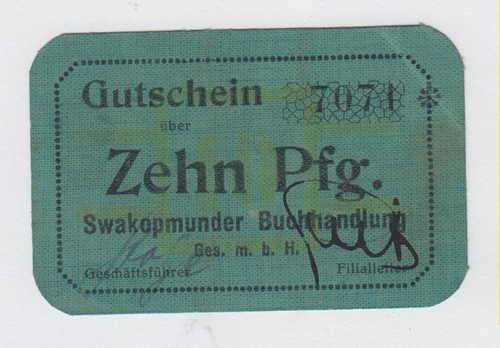 Gutschein 7071 *
über
Zehn Pfg.
Swakopmunder Buchhandlung
Ges. m. b. H.
Geschäftsführer Filialleiter